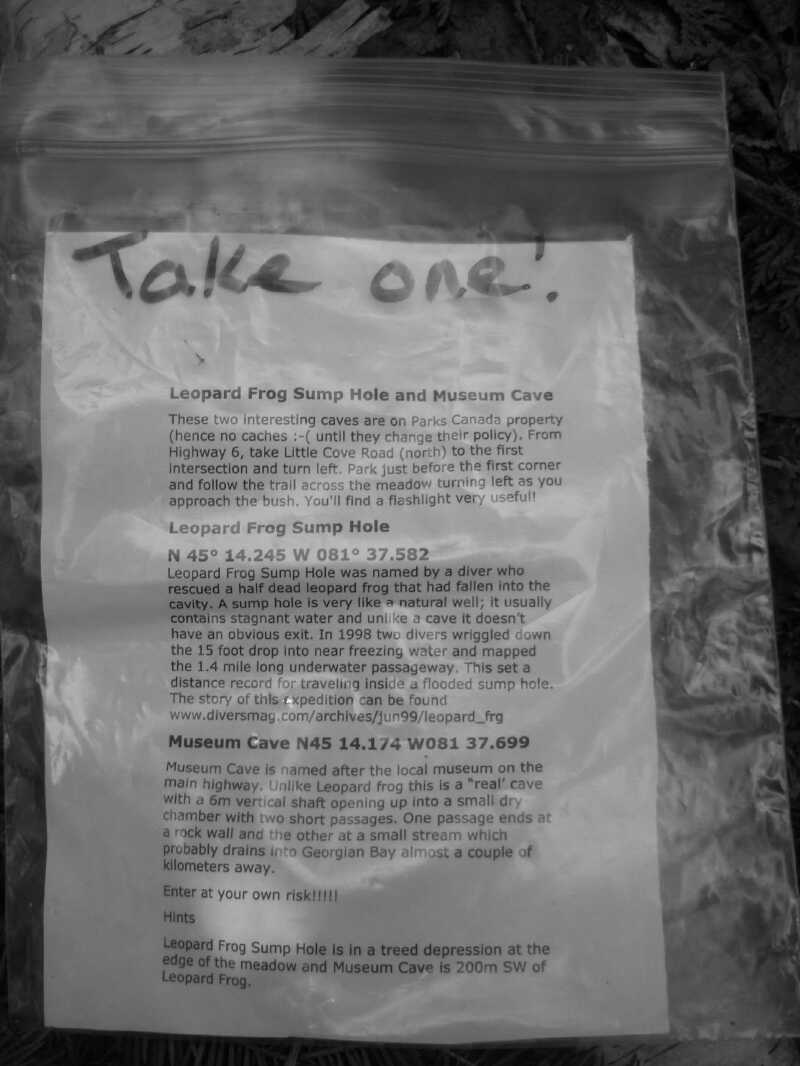 Take one!
Leopard Frog Sump Hole and Museum Cave
These two interesting caves are on Parks Canada property
(hence no caches :-( until they change their policy). From
Highway 6, take Little Cove Road (north) to the first
intersection and turn left. Park just before the first corner
and follow the trail across the meadow turning left as you
approach the bush. You'll find a flashlight very useful!
Leopard Frog Sump Hole
N 45° 14.245 W 081° 37.582
Leopard Frog Sump Hole was named by a diver who
rescued a half dead leopard frog that had fallen into the
cavity. A sump hole is very like a natural well; it usually
contains stagnant water and unlike a cave it doesn't
have an obvious exit. In 1998 two divers wriggled down
the 15 foot drop into near freezing water and mapped
the 1.4 mile long underwater passageway. This set a
distance record for traveling inside a flooded sump hole.
The story of this expedition can be found
www.diversmag.com/archives/jun99/leopard_frg
Museum Cave N45 14.174 W081 37.699
Museum Cave is named after the local museum on the
main highway. Unlike Leopard frog this is a "real' cave
with a 6m vertical shaft opening up into a small dry
chamber with two short passages. One passage ends at
a rock wall and the other at a small stream which
probably drains into Georgian Bay almost a couple of
kilometers away.
Enter at your own risk!!!!!
Hints
Leopard Frog Sump Hole is in a treed depression at the
edge of the meadow and Museum Cave is 200m SW of
Leopard Frog.